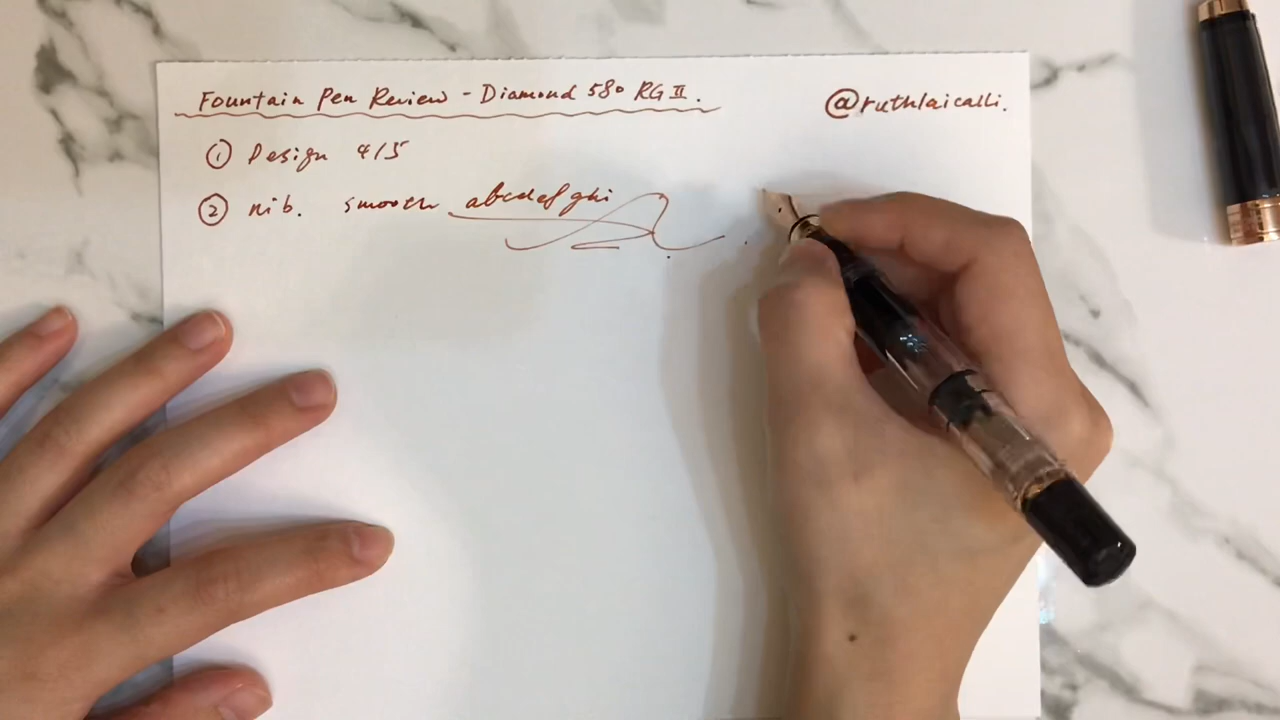 Fountain Pen Review - Diamond 580 RG II.
@ruthlaicalli.
① Design 4/5
② nib. smooth abcdefghi